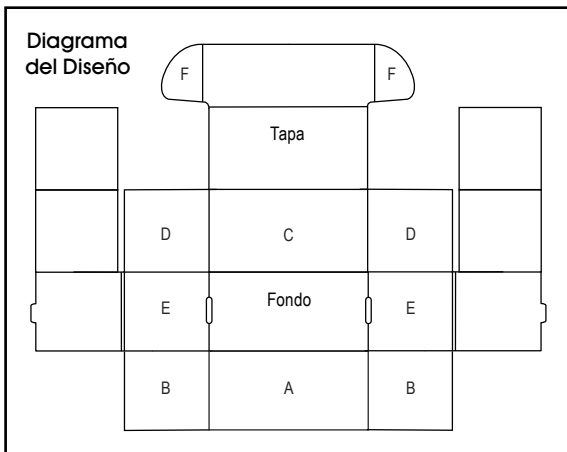 Diagrama
del Diseño
F F
Tapa
D C D
E Fondo E
B A B